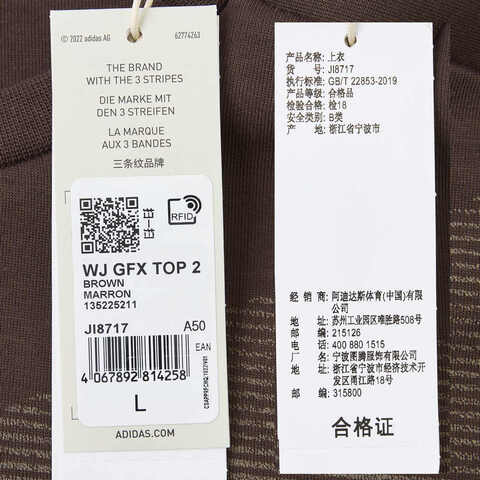 © 2022 adidas AG 62774263
THE BRAND
WITH THE 3 STRIPES
DIE MARKE MIT
DEN 3 STREIFEN
LA MARQUE
AUX 3 BANDES
三条纹品牌
RFID
WJ GFX TOP 2
BROWN
MARRON
135225211
JI8717 A50
EAN
4 067892 814258
L
ADIDAS.COM
产品名称: 上衣
货 号: JI8717
执行标准: GB/T 22853-2019
产品等级: 合格品
检验合格: 检18
安全类别: B类
产 地: 浙江省宁波市
经 销 商: 阿迪达斯体育(中国)有限
公司
地 址: 苏州工业园区唯胜路508号
邮 编: 215126
电 话: 400 880 1515
厂 名: 宁波图腾服饰有限公司
地 址: 浙江省宁波市经济技术开
发区甬江路18号
邮 编: 315800
合格证